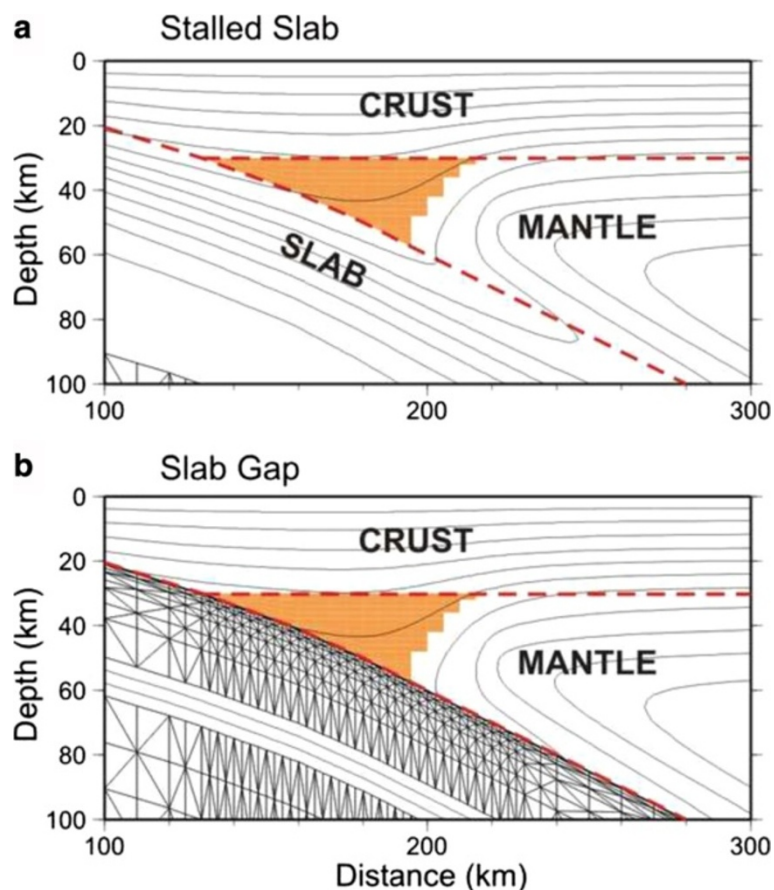 a Stalled Slab
0
CRUST
20
40
MANTLE
SLAB
60
80
100
Depth (km)
100 200 300
b Slab Gap
0
CRUST
20
40
MANTLE
60
80
100
Depth (km)
100 200 300
Distance (km)